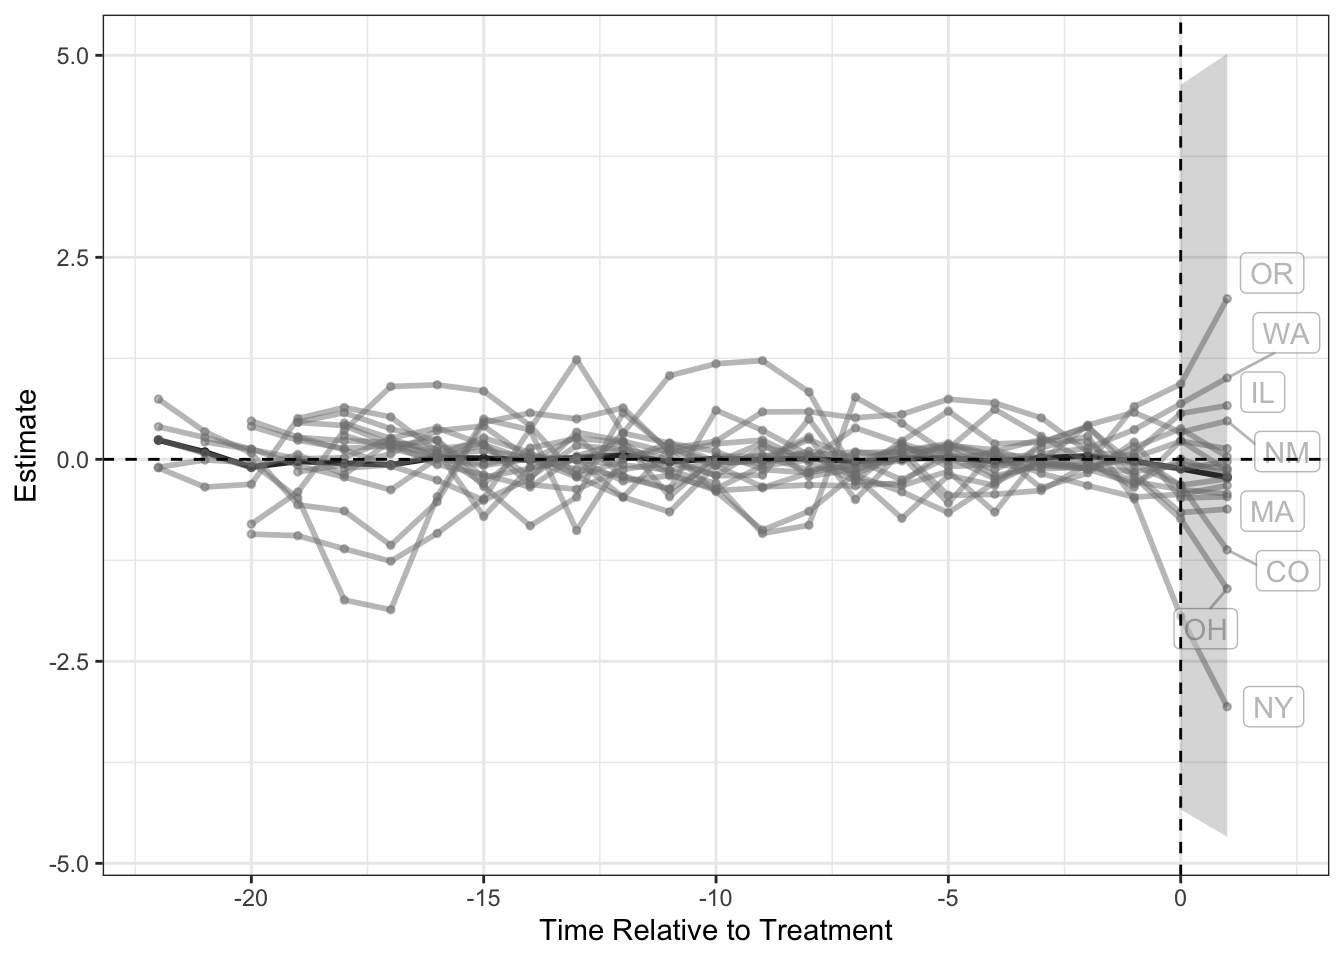 5.0
2.5
0.0
-2.5
-5.0
Estimate
OR
WA
IL
NM
MA
CO
OH
NY
-20
-15
-10
-5
0
Time Relative to Treatment